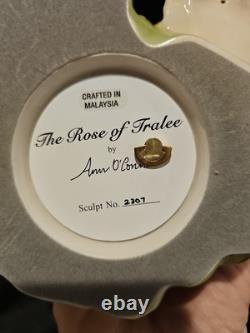 CRAFTED IN
MALAYSIA
The Rose of Tralee
by
Ann O'Conn
Sculpt No. 2307
©ebay